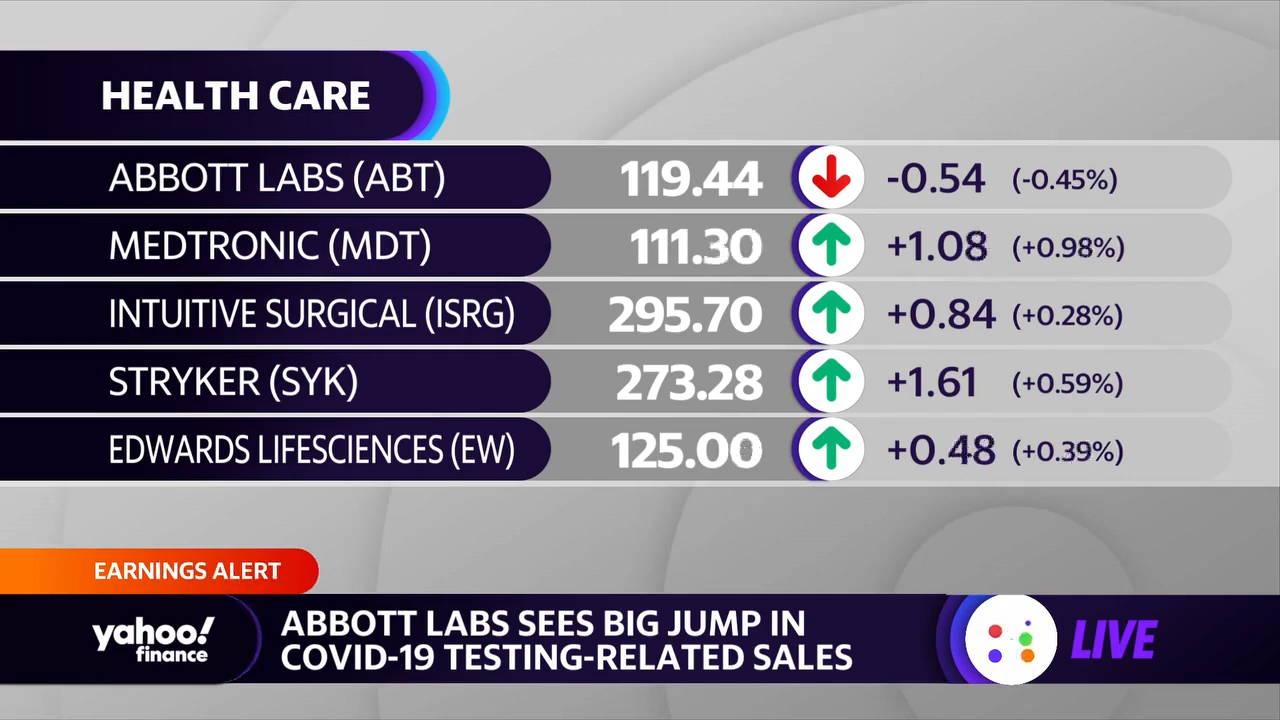 HEALTH CARE
ABBOTT LABS (ABT) 119.44 -0.54 (-0.45%)
MEDTRONIC (MDT) 111.30 +1.08 (+0.98%)
INTUITIVE SURGICAL (ISRG) 295.70 +0.84 (+0.28%)
STRYKER (SYK) 273.28 +1.61 (+0.59%)
EDWARDS LIFESCIENCES (EW) 125.00 +0.48 (+0.39%)
EARNINGS ALERT
yahoo!
finance
ABBOTT LABS SEES BIG JUMP IN
COVID-19 TESTING-RELATED SALES
LIVE